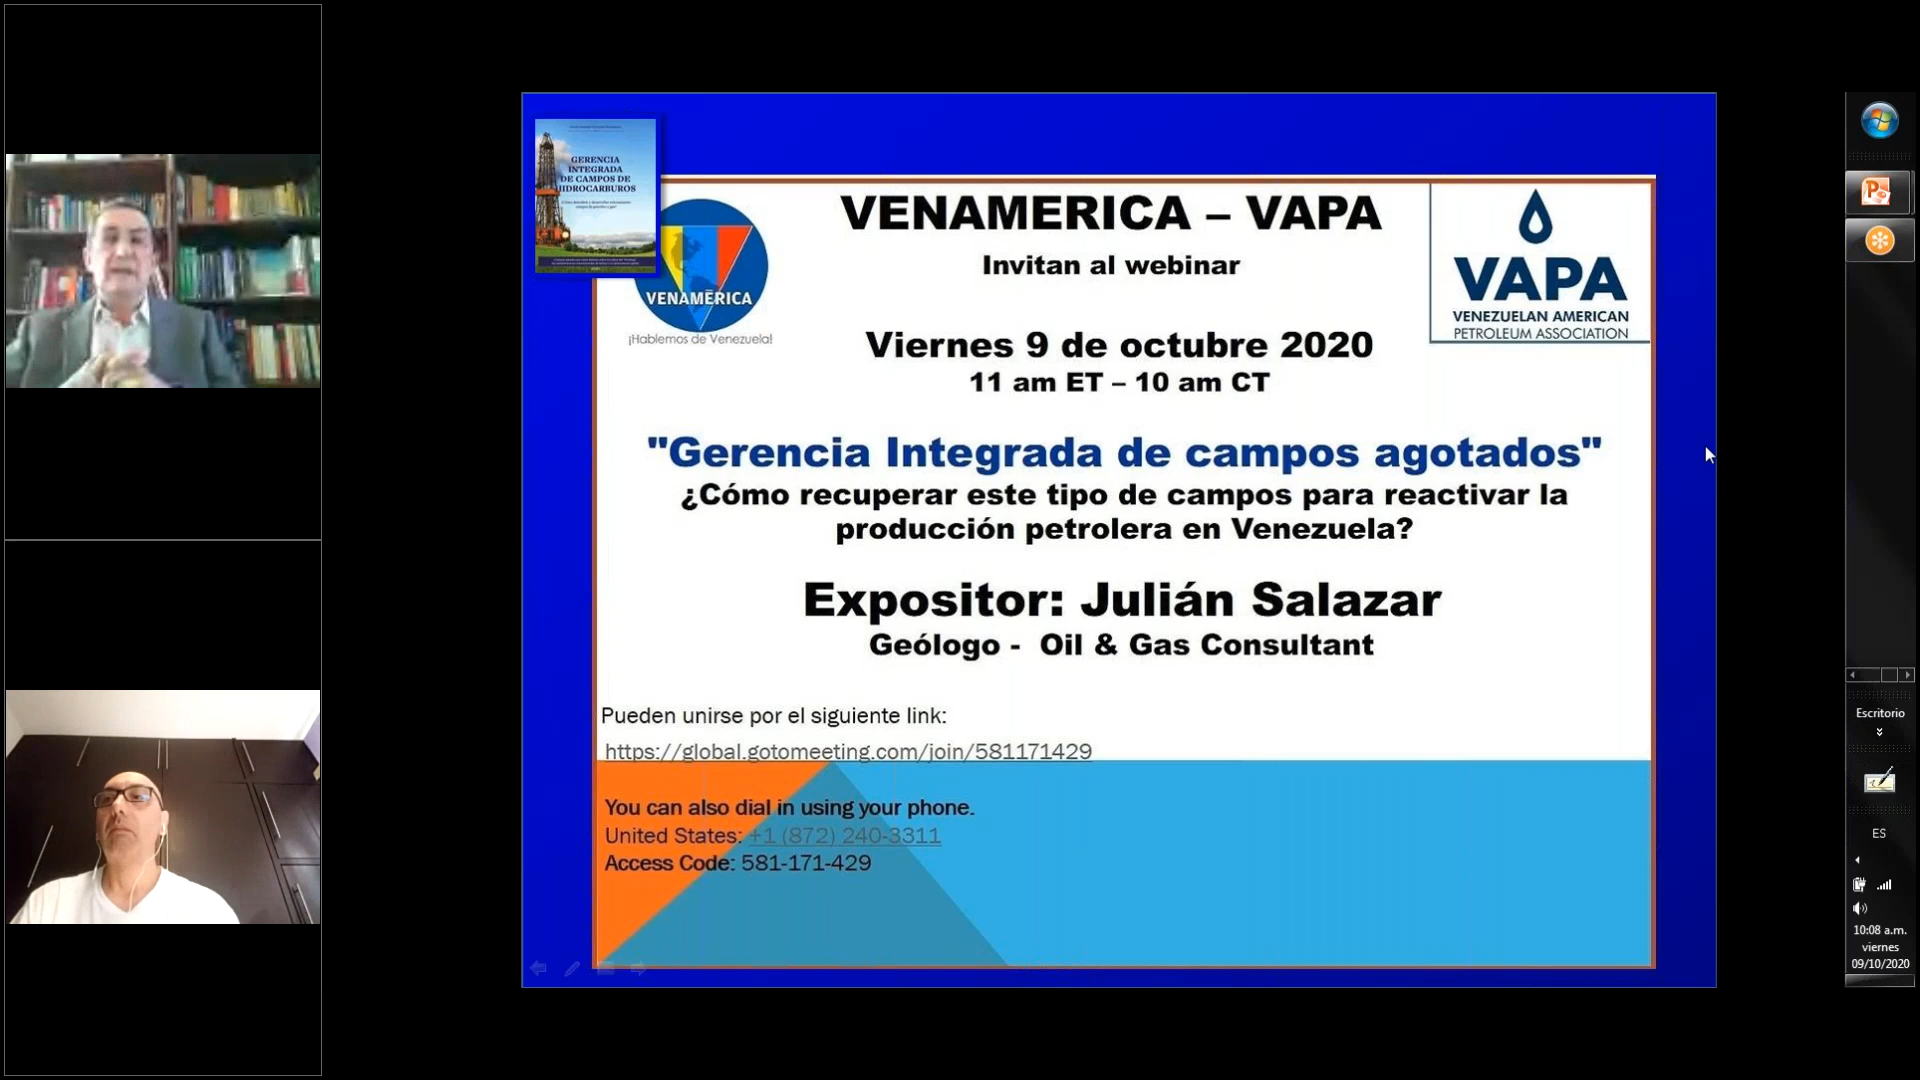 GERENCIA
INTEGRADA
DE CAMPOS DE
HIDROCARBUROS
VENAMÉRICA
¡Hablemos de Venezuela!
VENAMERICA – VAPA
Invitan al webinar
VAPA
VENEZUELAN AMERICAN
PETROLEUM ASSOCIATION
Viernes 9 de octubre 2020
11 am ET – 10 am CT
"Gerencia Integrada de campos agotados"
¿Cómo recuperar este tipo de campos para reactivar la
producción petrolera en Venezuela?
Expositor: Julián Salazar
Geólogo - Oil & Gas Consultant
Pueden unirse por el siguiente link:
https://global.gotomeeting.com/join/581171429
You can also dial in using your phone.
United States: +1 (872) 240-3311
Access Code: 581-171-429
Escritorio
ES
10:08 a.m.
viernes
09/10/2020